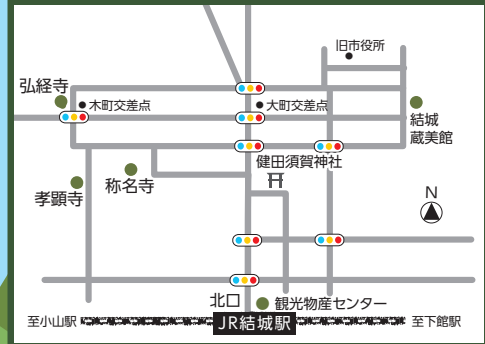 旧市役所
弘経寺
木町交差点
大町交差点
結城
蔵美館
健田須賀神社
称名寺
孝顕寺
N
北口
観光物産センター
至小山駅
JR結城駅
至下館駅